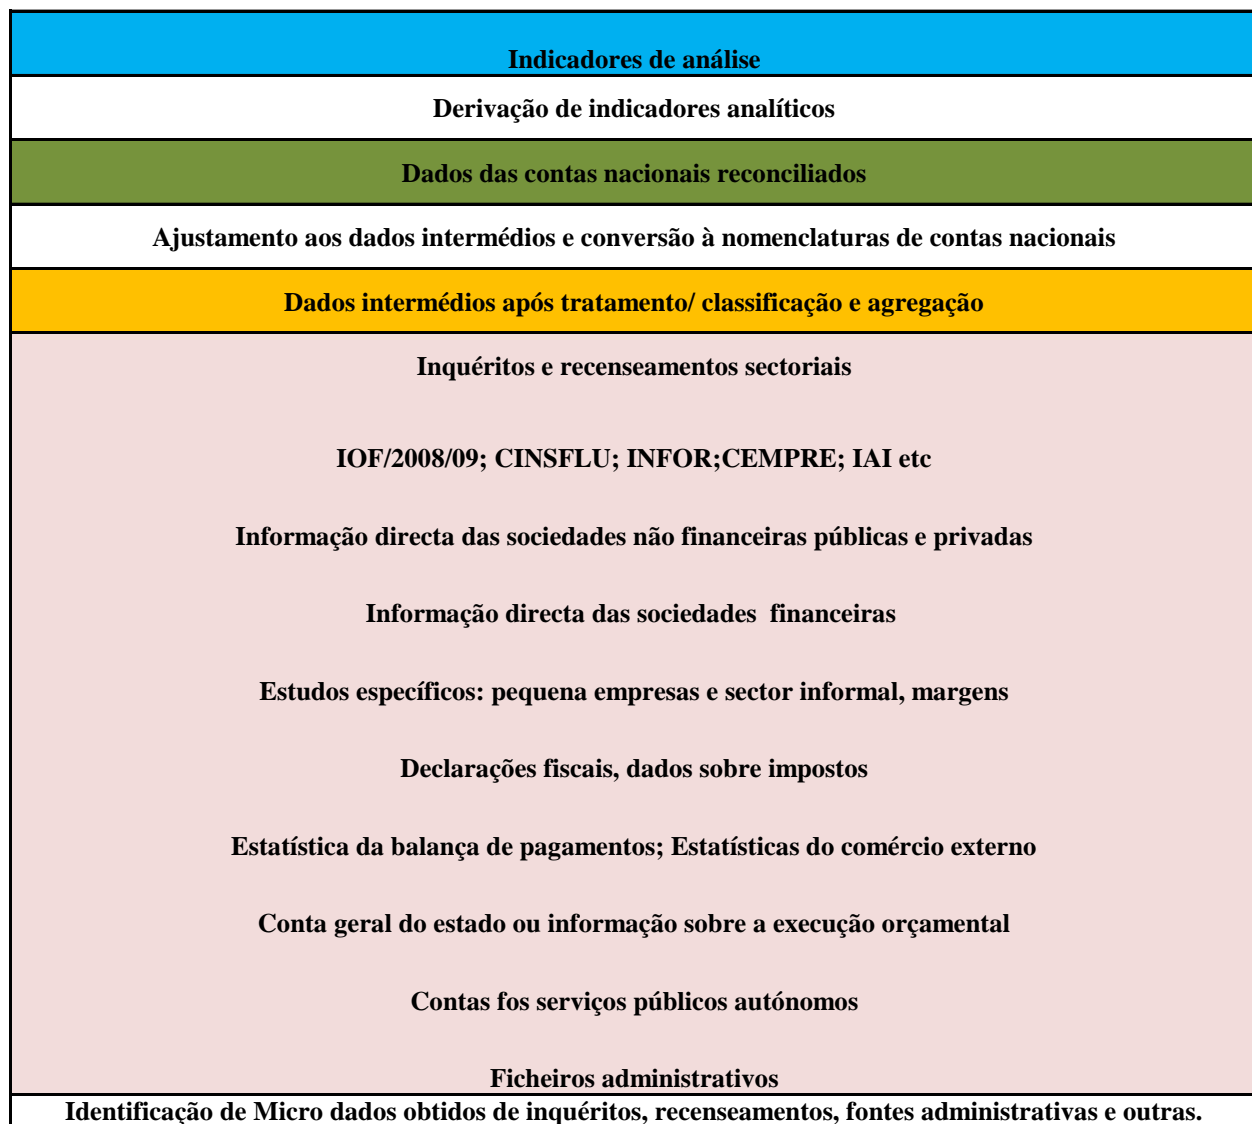 Indicadores de análise
Derivação de indicadores analíticos
Dados das contas nacionais reconciliados
Ajustamento aos dados intermédios e conversão à nomenclaturas de contas nacionais
Dados intermédios após tratamento/ classificação e agregação
Inquéritos e recenseamentos sectoriais
IOF/2008/09; CINSFLU; INFOR;CEMPRE; IAI etc
Informação directa das sociedades não financeiras públicas e privadas
Informação directa das sociedades  financeiras
Estudos específicos: pequena empresas e sector informal, margens
Declarações fiscais, dados sobre impostos
Estatística da balança de pagamentos; Estatísticas do comércio externo
Conta geral do estado ou informação sobre a execução orçamental
Contas fos serviços públicos autónomos
Ficheiros administrativos
Identificação de Micro dados obtidos de inquéritos, recenseamentos, fontes administrativas e outras.